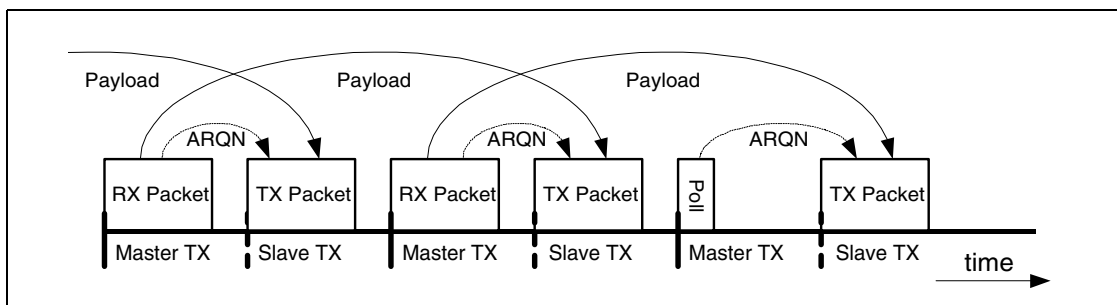 Payload Payload Payload
ARQN ARQN ARQN
RX Packet TX Packet RX Packet TX Packet Poll TX Packet
Master TX Slave TX Master TX Slave TX Master TX Slave TX
time